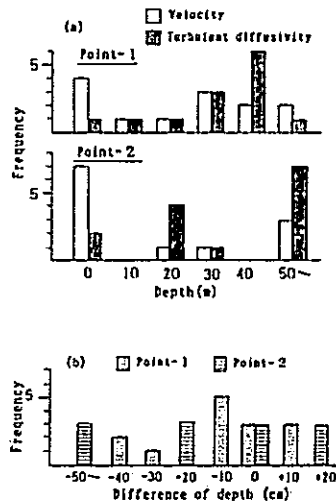 (a)
Velocity
Turbulent diffusivity
Point-1
5
Frequency
Point-2
5
0 10 20 30 40 50~
Depth(m)
(b)
Point-1
Point-2
5
Frequency
-50~ -40 -30 -20 -10 0 +10 +20
Difference of depth (cm)